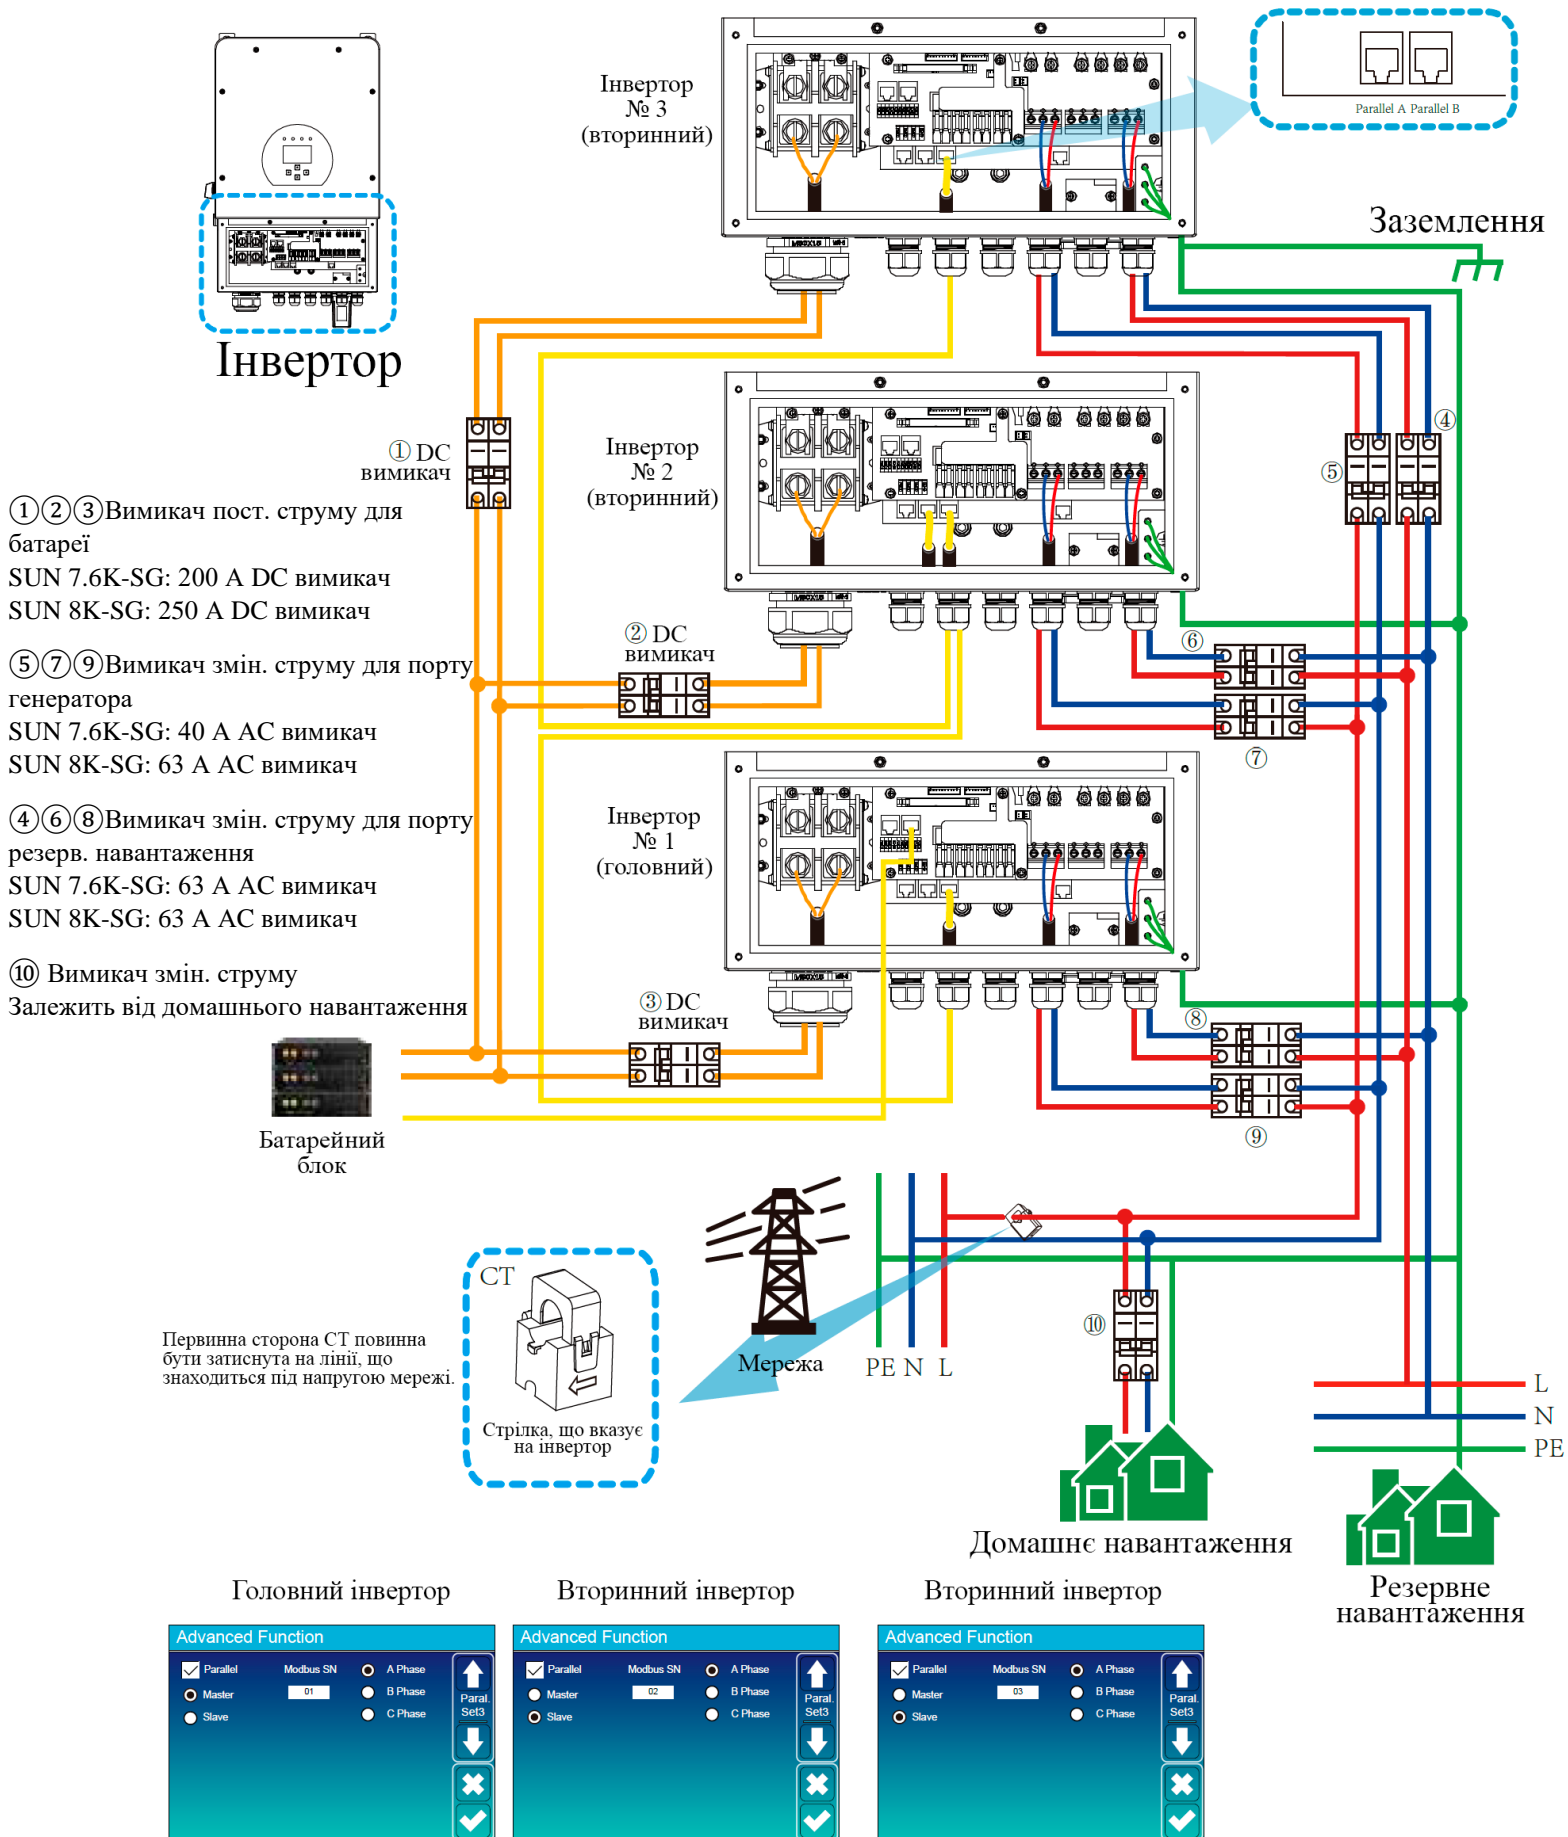 Інвертор
№ 3
(вторинний)
Parallel A Parallel B
Заземлення
Інвертор
① DC
вимикач
Інвертор
№ 2
(вторинний)
④
⑤
①②③Вимикач пост. струму для
батареї
SUN 7.6K-SG: 200 А DC вимикач
SUN 8K-SG: 250 А DC вимикач
② DC
вимикач
⑥
⑦
⑤⑦⑨Вимикач змін. струму для порту
генератора
SUN 7.6K-SG: 40 А AC вимикач
SUN 8K-SG: 63 А AC вимикач
Інвертор
№ 1
(головний)
④⑥⑧Вимикач змін. струму для порту
резерв. навантаження
SUN 7.6K-SG: 63 А AC вимикач
SUN 8K-SG: 63 А AC вимикач
⑩ Вимикач змін. струму
Залежить від домашнього навантаження
③ DC
вимикач
⑧
⑨
Батарейний
блок
CT
Первинна сторона СТ повинна
бути затиснута на лінії, що
знаходиться під напругою мережі.
Стрілка, що вказує
на інвертор
Мережа
PE N L
⑩
L
N
PE
Домашнє навантаження
Резервне
навантаження
Головний інвертор
Advanced Function
Parallel Modbus SN A Phase
Master 01 B Phase
Slave C Phase
Paral.
Set3
Вторинний інвертор
Advanced Function
Parallel Modbus SN A Phase
Master 02 B Phase
Slave C Phase
Paral.
Set3
Вторинний інвертор
Advanced Function
Parallel Modbus SN A Phase
Master 03 B Phase
Slave C Phase
Paral.
Set3